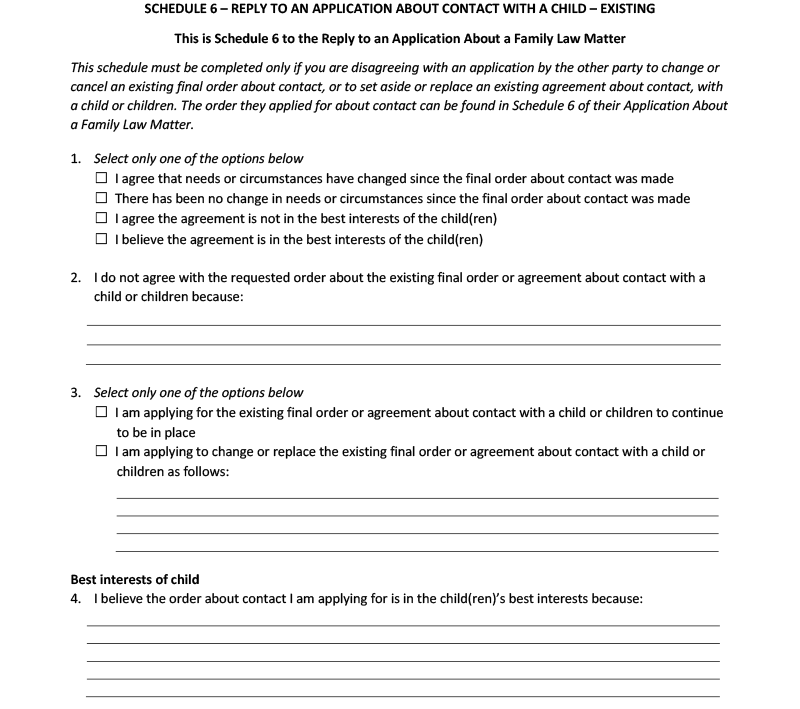 SCHEDULE 6 – REPLY TO AN APPLICATION ABOUT CONTACT WITH A CHILD – EXISTING
This is Schedule 6 to the Reply to an Application About a Family Law Matter
This schedule must be completed only if you are disagreeing with an application by the other party to change or
cancel an existing final order about contact, or to set aside or replace an existing agreement about contact, with
a child or children. The order they applied for about contact can be found in Schedule 6 of their Application About
a Family Law Matter.
1. Select only one of the options below
☐ I agree that needs or circumstances have changed since the final order about contact was made
☐ There has been no change in needs or circumstances since the final order about contact was made
☐ I agree the agreement is not in the best interests of the child(ren)
☐ I believe the agreement is in the best interests of the child(ren)
2. I do not agree with the requested order about the existing final order or agreement about contact with a
child or children because:
3. Select only one of the options below
☐ I am applying for the existing final order or agreement about contact with a child or children to continue
to be in place
☐ I am applying to change or replace the existing final order or agreement about contact with a child or
children as follows:
Best interests of child
4. I believe the order about contact I am applying for is in the child(ren)'s best interests because: